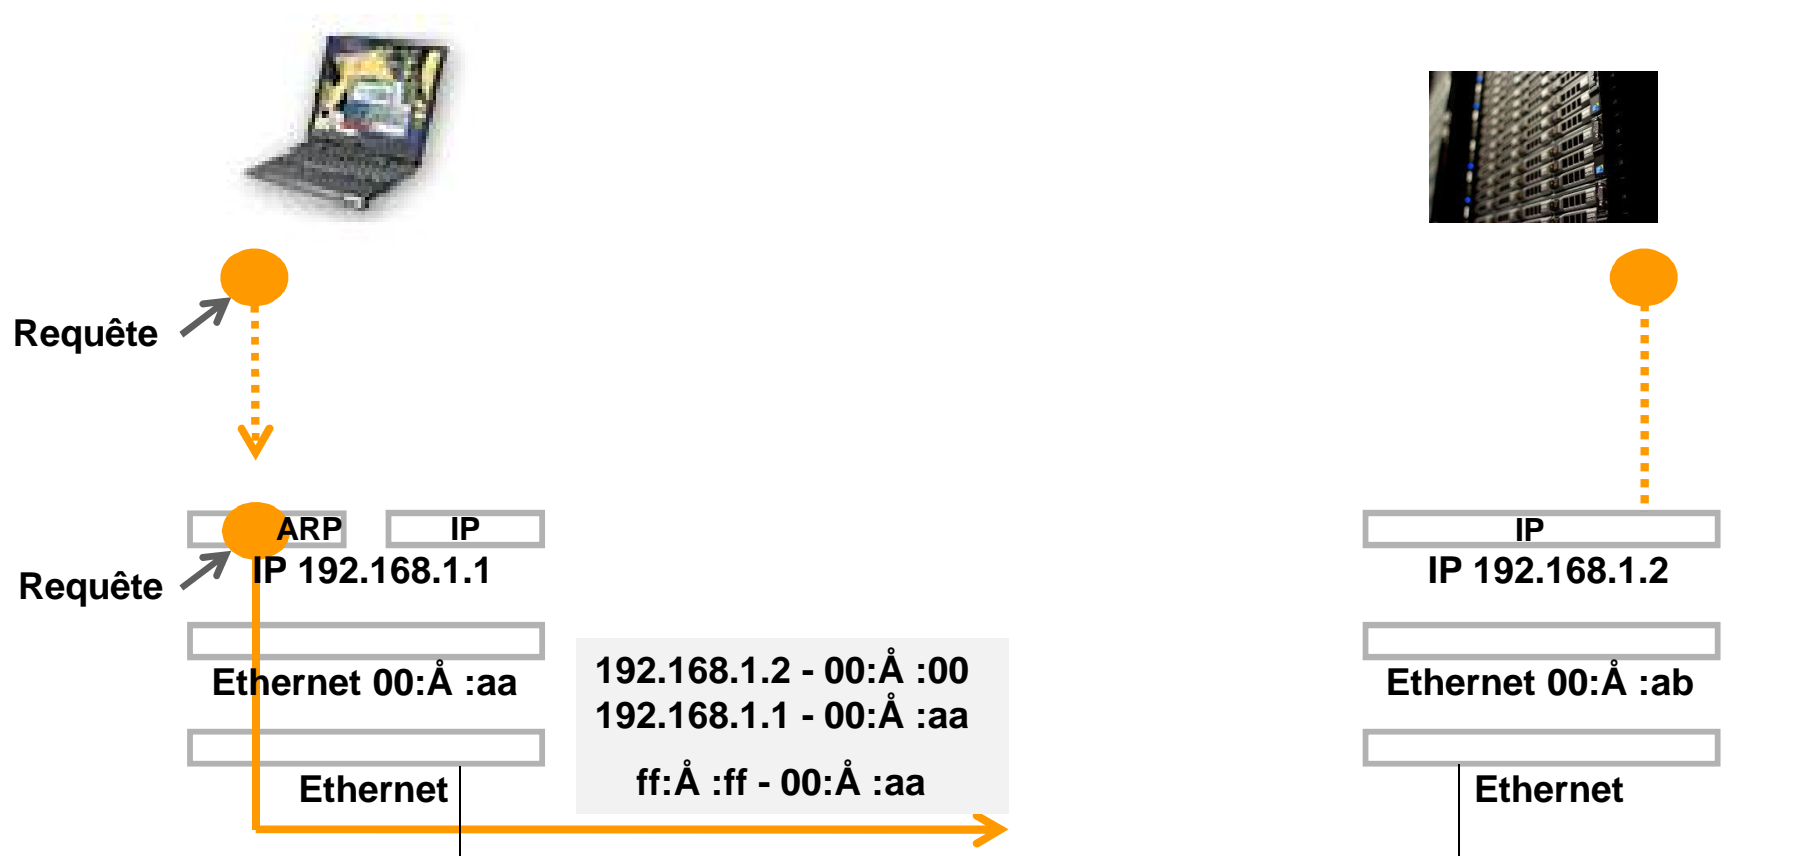 Requête
ARP
IP
IP
IP 192.168.1.1
IP 192.168.1.2
Requête
Ethernet 00:Å :aa
192.168.1.2 - 00:Å :00
192.168.1.1 - 00:Å :aa
ff:Å :ff - 00:Å :aa
Ethernet 00:Å :ab
Ethernet
Ethernet